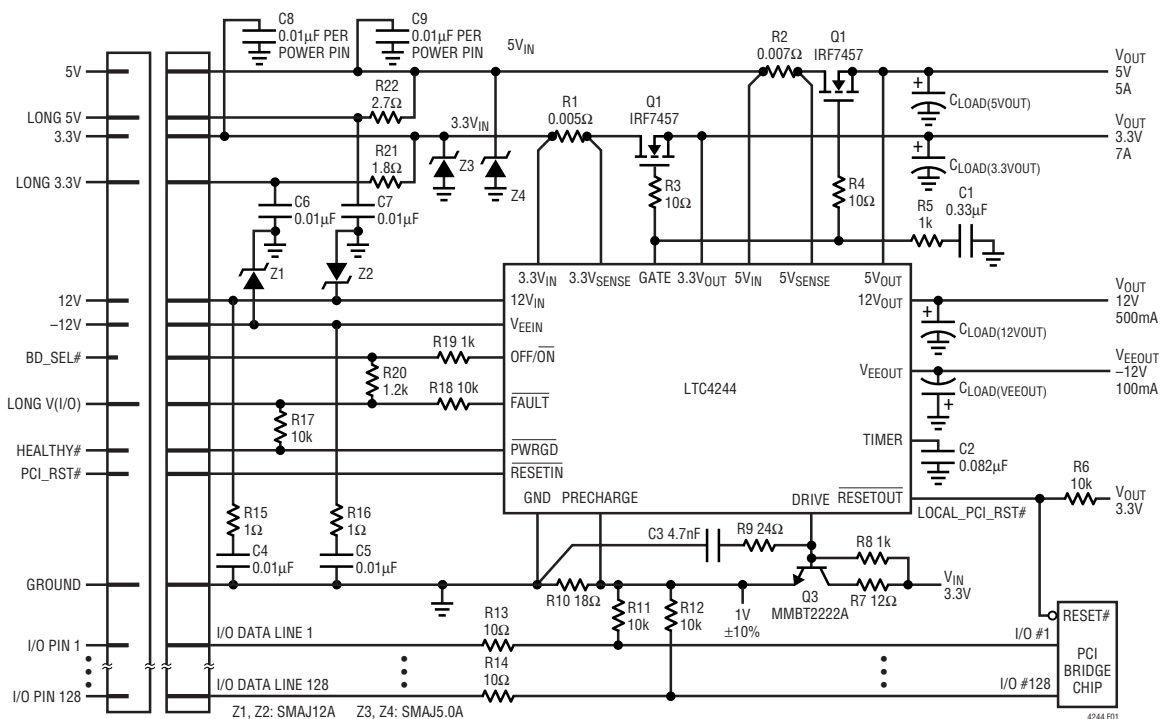 C8
0.01µF PER
POWER PIN
C9
0.01µF PER
POWER PIN
5VIN
R2
0.007Ω
Q1
IRF7457
VOUT
5V
5A
5V
R22
2.7Ω
CLOAD(5VOUT)
LONG 5V
3.3V
3.3VIN
R1
0.005Ω
Q1
IRF7457
VOUT
3.3V
7A
R21
1.8Ω
Z3
Z4
CLOAD(3.3VOUT)
LONG 3.3V
C6
0.01µF
C7
0.01µF
R3
10Ω
R4
10Ω
R5
1k
C1
0.33µF
Z1
Z2
3.3VIN 3.3VSENSE GATE 3.3VOUT 5VIN 5VSENSE 5VOUT
12V
12VIN
12VOUT
VOUT
12V
500mA
–12V
VEEIN
CLOAD(12VOUT)
BD_SEL#
R19 1k
OFF/ON
R20
1.2k
VEEOUT
VEEOUT
–12V
100mA
LONG V(I/O)
R18 10k
FAULT
LTC4244
CLOAD(VEEOUT)
R17
10k
HEALTHY#
PWRGD
TIMER
C2
0.082µF
PCI_RST#
RESETIN
GND PRECHARGE DRIVE RESETOUT
R6
10k
VOUT
3.3V
LOCAL_PCI_RST#
R15
1Ω
R16
1Ω
C4
0.01µF
C5
0.01µF
C3 4.7nF
R9 24Ω
R8 1k
GROUND
R10 18Ω
R11
10k
R12
10k
1V
±10%
Q3
MMBT2222A
R7 12Ω
VIN
3.3V
I/O PIN 1
I/O DATA LINE 1
R13
10Ω
I/O #1
RESET#
PCI
BRIDGE
CHIP
I/O PIN 128
I/O DATA LINE 128
R14
10Ω
I/O #128
Z1, Z2: SMAJ12A Z3, Z4: SMAJ5.0A
4244 F01